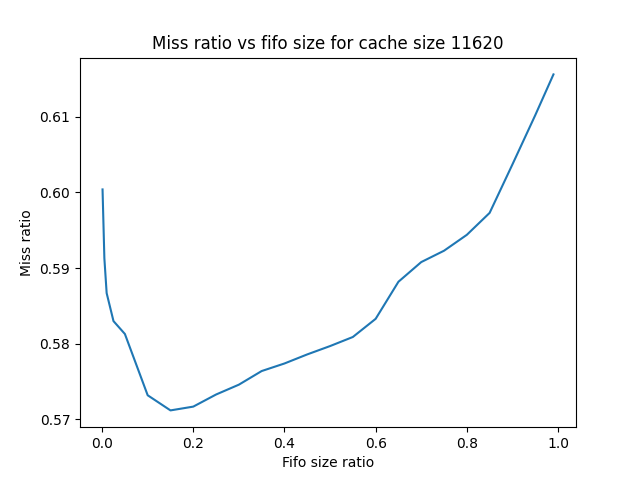 Miss ratio vs fifo size for cache size 11620
0.61
0.60
0.59
0.58
0.57
Miss ratio
0.0 0.2 0.4 0.6 0.8 1.0
Fifo size ratio